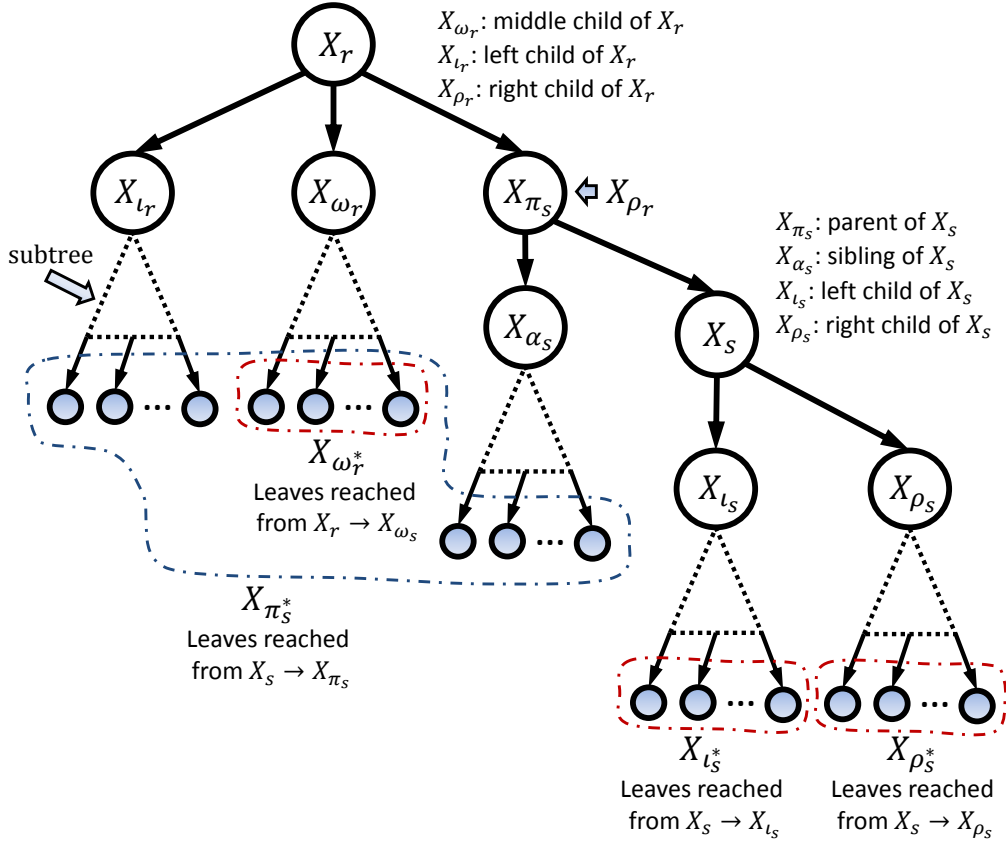 X_r
X_{ω_r}: middle child of X_r
X_{ι_r}: left child of X_r
X_{ρ_r}: right child of X_r
X_{ι_r}
X_{ω_r}
X_{π_s}
X_{ρ_r}
X_{π_s}: parent of X_s
X_{α_s}: sibling of X_s
X_{ι_s}: left child of X_s
X_{ρ_s}: right child of X_s
subtree
X_{α_s}
X_s
...
...
X_{ω_r^*}
Leaves reached
from X_r → X_{ω_s}
X_{ι_s}
X_{ρ_s}
...
X_{π_s^*}
Leaves reached
from X_s → X_{π_s}
...
...
X_{ι_s^*}
Leaves reached
from X_s → X_{ι_s}
X_{ρ_s^*}
Leaves reached
from X_s → X_{ρ_s}